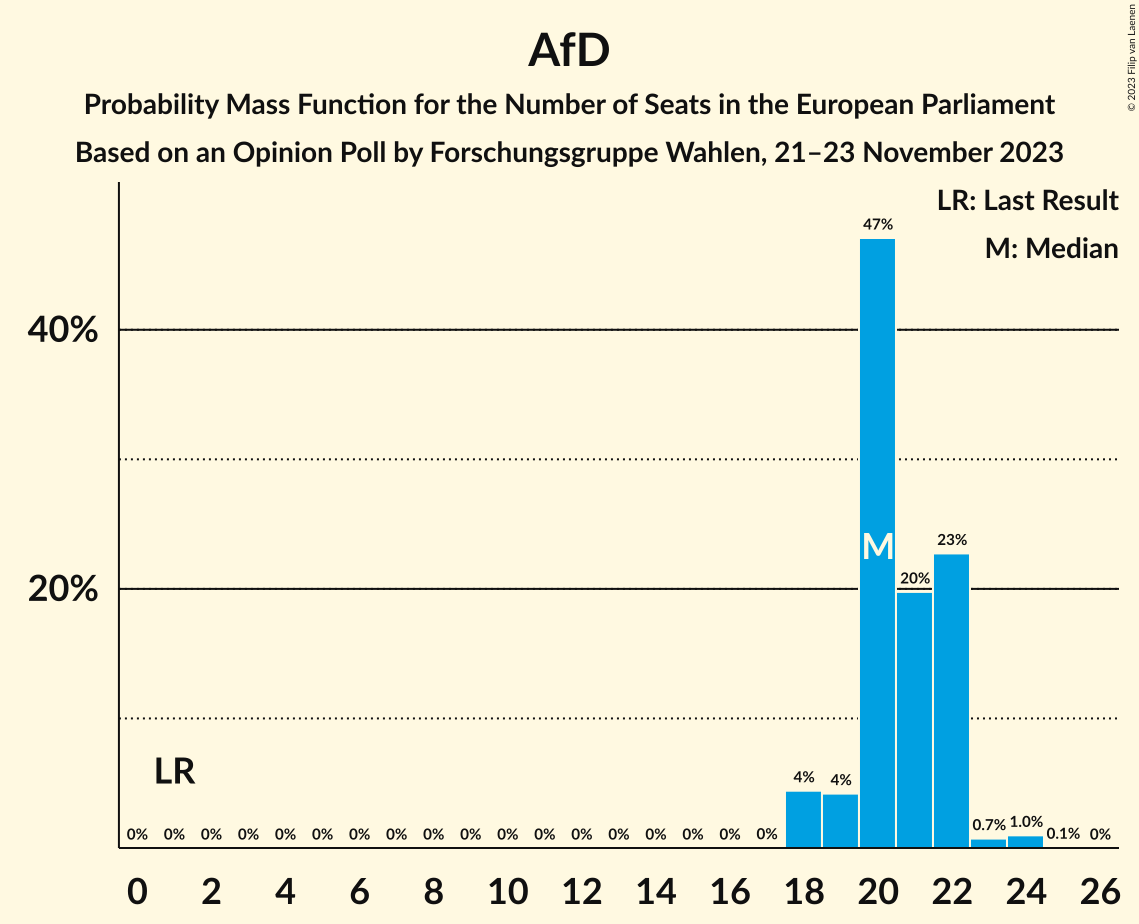 AfD
Probability Mass Function for the Number of Seats in the European Parliament
Based on an Opinion Poll by Forschungsgruppe Wahlen, 21–23 November 2023
© 2023 Filip van Laenen
LR: Last Result
M: Median
47%
40%
M
23%
20%
20%
LR
4% 4%
0.7% 1.0% 0.1% 0%
0% 0% 0% 0% 0% 0% 0% 0% 0% 0% 0% 0% 0% 0% 0% 0% 0% 0%
0 2 4 6 8 10 12 14 16 18 20 22 24 26